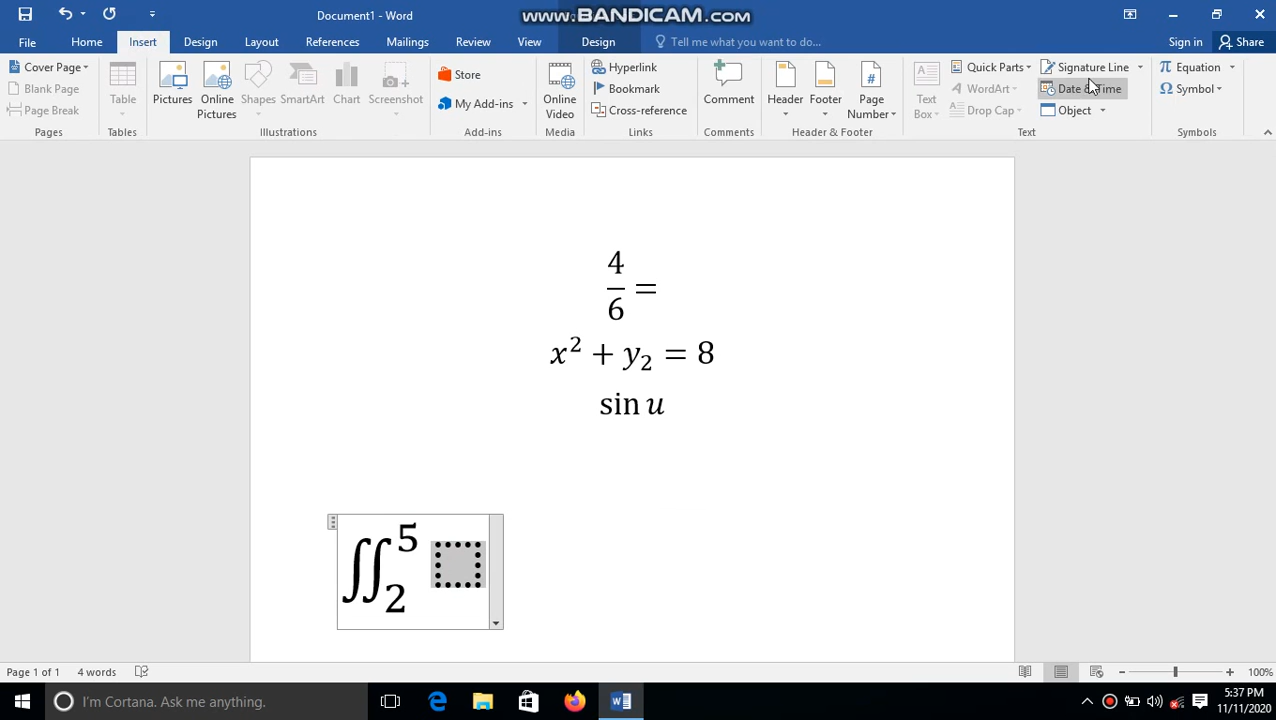 Document1 - Word
www.BANDICAM.com
File Home Insert Design Layout References Mailings Review View Design Tell me what you want to do... Sign in Share
Cover Page
Blank Page
Page Break
Pages
Table
Tables
Pictures
Online Pictures
Shapes
SmartArt
Chart
Illustrations
Store
My Add-ins
Add-ins
Online Video
Media
Hyperlink
Bookmark
Cross-reference
Links
Comment
Comments
Header
Footer
Page Number
Header & Footer
Text Box
Quick Parts
WordArt
Drop Cap
Signature Line
Date & Time
Object
Text
Equation
Symbol
Symbols
4
6 =
x² + y₂ = 8
sin u
∬ 5
2
Page 1 of 1 4 words 100%
I'm Cortana. Ask me anything.
5:37 PM
11/11/2020